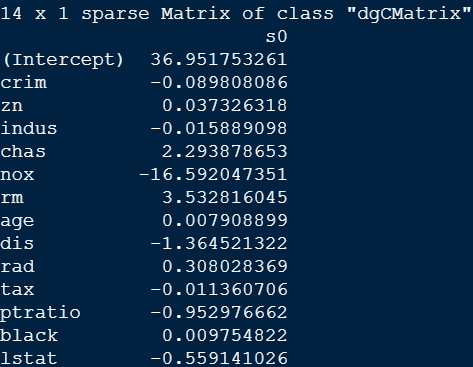 14 x 1 sparse Matrix of class "dgCMatrix"
s0
(Intercept) 36.951753261
crim -0.089808086
zn 0.037326318
indus -0.015889098
chas 2.293878653
nox -16.592047351
rm 3.532816045
age 0.007908899
dis -1.364521322
rad 0.308028369
tax -0.011360706
ptratio -0.952976662
black 0.009754822
lstat -0.559141026